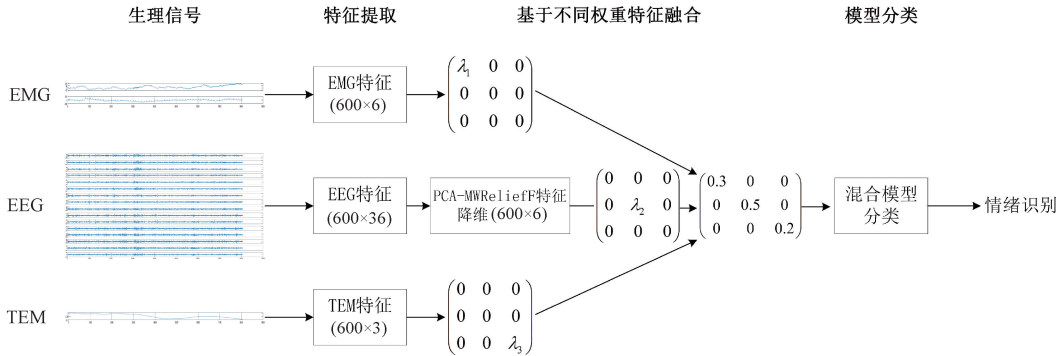 生理信号 特征提取 基于不同权重特征融合 模型分类
EMG
EMG特征
(600×6)
λ1 0 0
0 0 0
0 0 0
EEG
EEG特征
(600×36)
PCA-MWReliefF特征
降维(600×6)
0 0 0
0 λ2 0
0 0 0
0.3 0 0
0 0.5 0
0 0 0.2
混合模型
分类
情绪识别
TEM
TEM特征
(600×3)
0 0 0
0 0 0
0 0 λ3